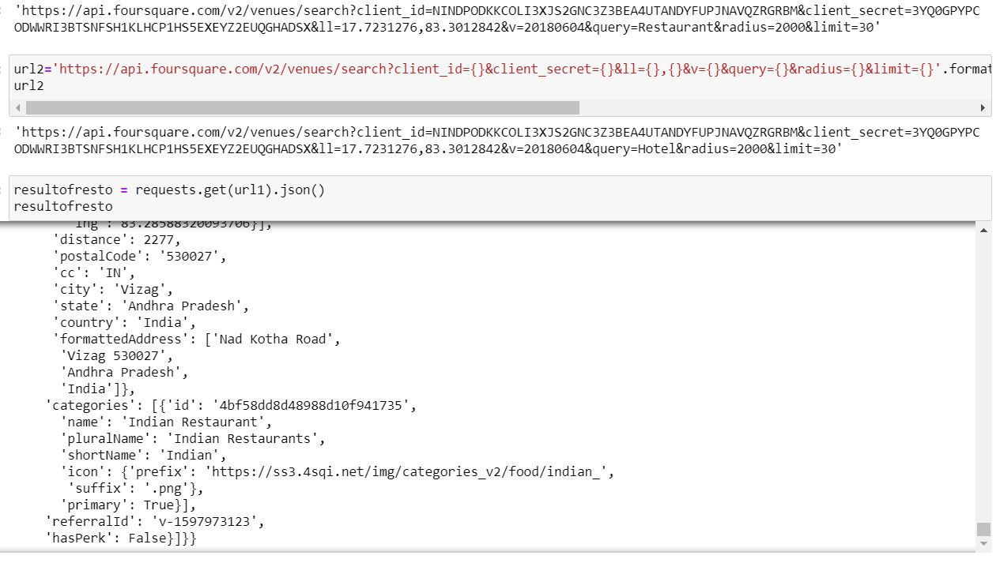 'https://api.foursquare.com/v2/venues/search?client_id=NINDPODKKCOLI3XJS2GNC3Z3BEA4UTANDYFUPJNAVQZRGRBM&client_secret=3YQ0GPYPC
ODWWRI3BTSNFSH1KLHCP1HS5EXEYZ2EUQGHADSX&ll=17.7231276,83.3012842&v=20180604&query=Restaurant&radius=2000&limit=30'
url2='https://api.foursquare.com/v2/venues/search?client_id={}&client_secret={}&ll={},{}&v={}&query={}&radius={}&limit={}'.format
url2
'https://api.foursquare.com/v2/venues/search?client_id=NINDPODKKCOLI3XJS2GNC3Z3BEA4UTANDYFUPJNAVQZRGRBM&client_secret=3YQ0GPYPC
ODWWRI3BTSNFSH1KLHCP1HS5EXEYZ2EUQGHADSX&ll=17.7231276,83.3012842&v=20180604&query=Hotel&radius=2000&limit=30'
resultofresto = requests.get(url1).json()
resultofresto
'lng': 83.28588320093706}],
'distance': 2277,
'postalCode': '530027',
'cc': 'IN',
'city': 'Vizag',
'state': 'Andhra Pradesh',
'country': 'India',
'formattedAddress': ['Nad Kotha Road',
'Vizag 530027',
'Andhra Pradesh',
'India']},
'categories': [{'id': '4bf58dd8d48988d10f941735',
'name': 'Indian Restaurant',
'pluralName': 'Indian Restaurants',
'shortName': 'Indian',
'icon': {'prefix': 'https://ss3.4sqi.net/img/categories_v2/food/indian_',
'suffix': '.png'},
'primary': True}],
'referralId': 'v-1597973123',
'hasPerk': False}]}}